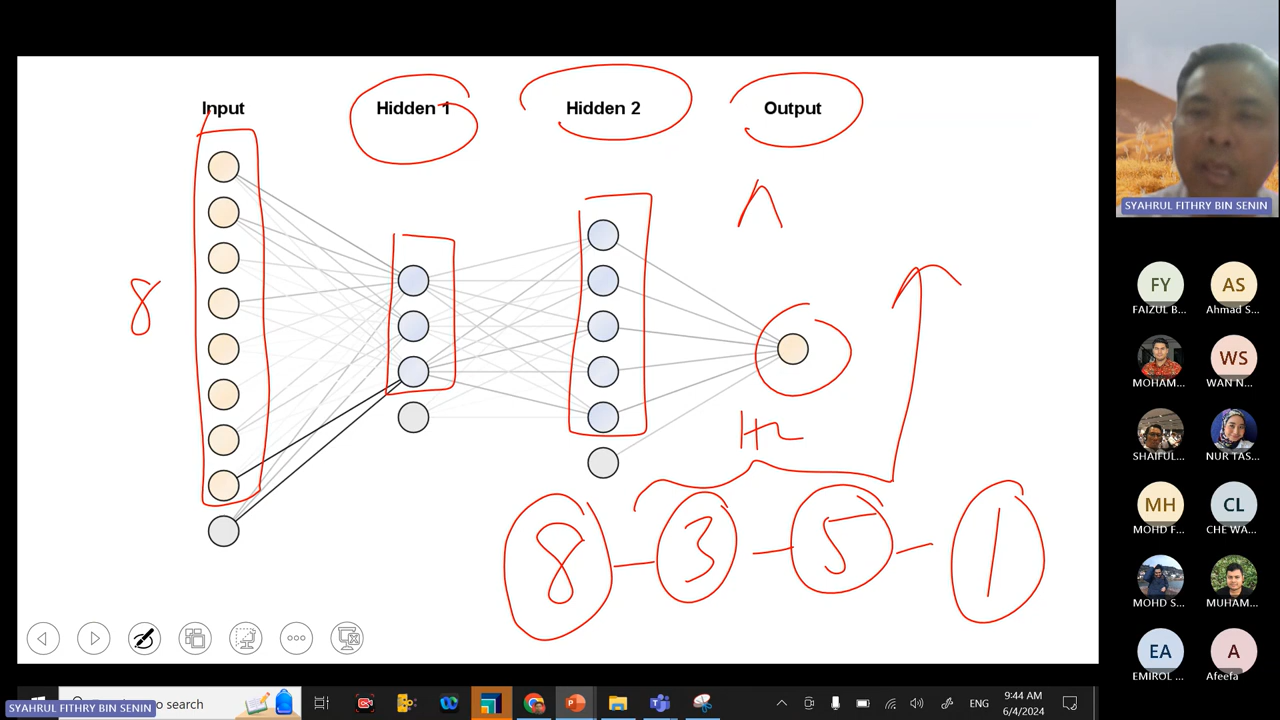 Input
Hidden 1
Hidden 2
Output
8
H2
8 - 3 - 5 - 1
SYAHRUL FITHRY BIN SENIN
FY
FAIZUL B...
AS
Ahmad S...
MOHAM...
WS
WAN N...
SHAIFUL...
NUR TAS...
MH
MOHD F...
CL
CHE WA...
MOHD S...
MUHAM...
EA
EMIROL ...
A
Afeefa
SYAHRUL FITHRY BIN SENIN
to search
ENG
9:44 AM
6/4/2024